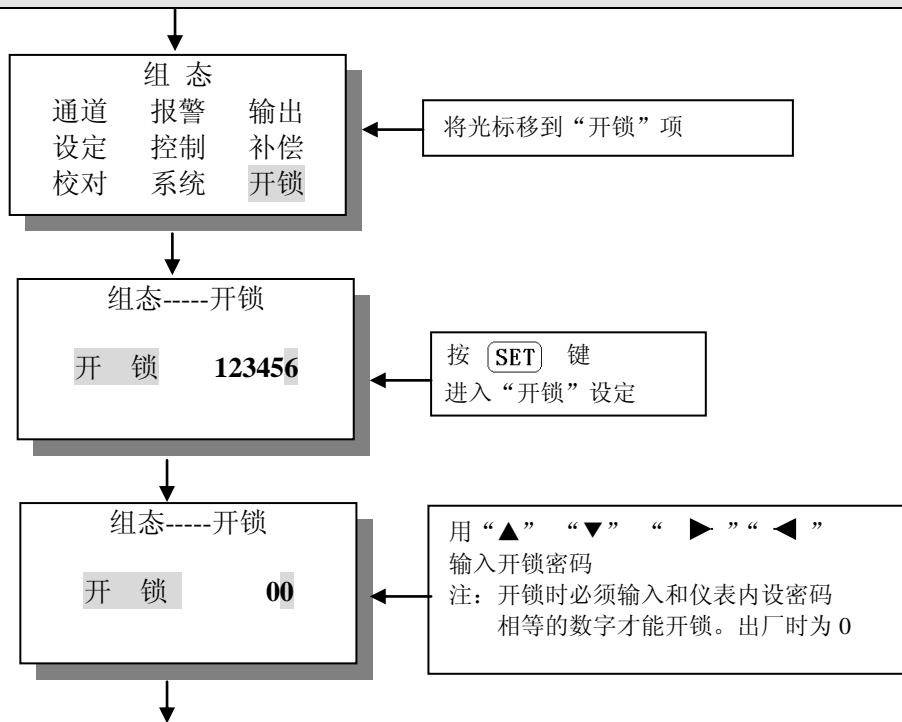 组 态
通道 报警 输出
设定 控制 补偿
校对 系统 开锁
将光标移到“开锁”项
组态-----开锁
开 锁 123456
按 SET 键
进入“开锁”设定
组态-----开锁
开 锁 00
用“▲” “▼” “ ▶ ”“ ◀ ”
输入开锁密码
注：开锁时必须输入和仪表内设密码
相等的数字才能开锁。出厂时为 0